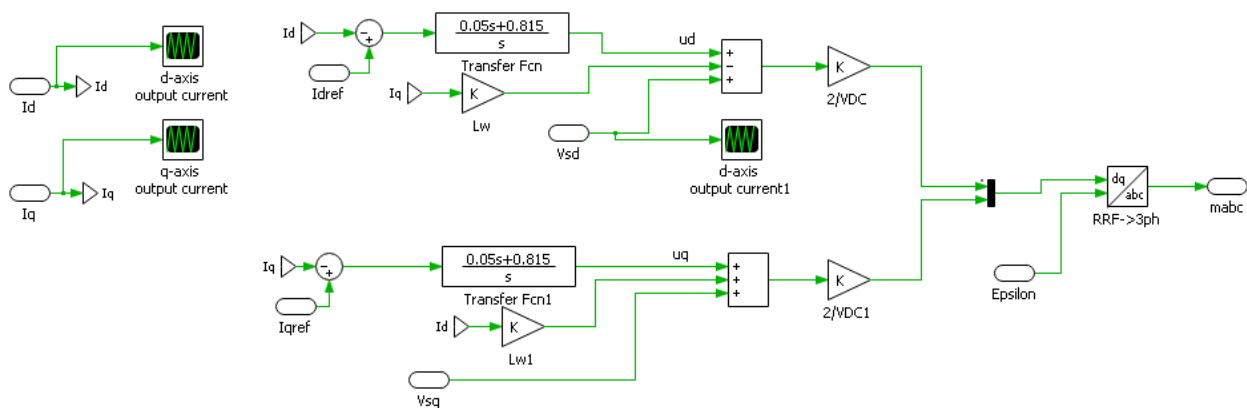 Id
Id
d-axis
output current
Iq
Iq
q-axis
output current
Id
−
+
Idref
0.05s+0.815
s
Transfer Fcn
Iq
K
Lw
ud
+
−
+
Vsd
d-axis
output current1
K
2/VDC
Iq
−
+
Iqref
0.05s+0.815
s
Transfer Fcn1
Id
K
Lw1
Vsq
uq
+
+
+
K
2/VDC1
Epsilon
dq
abc
RRF->3ph
mabc